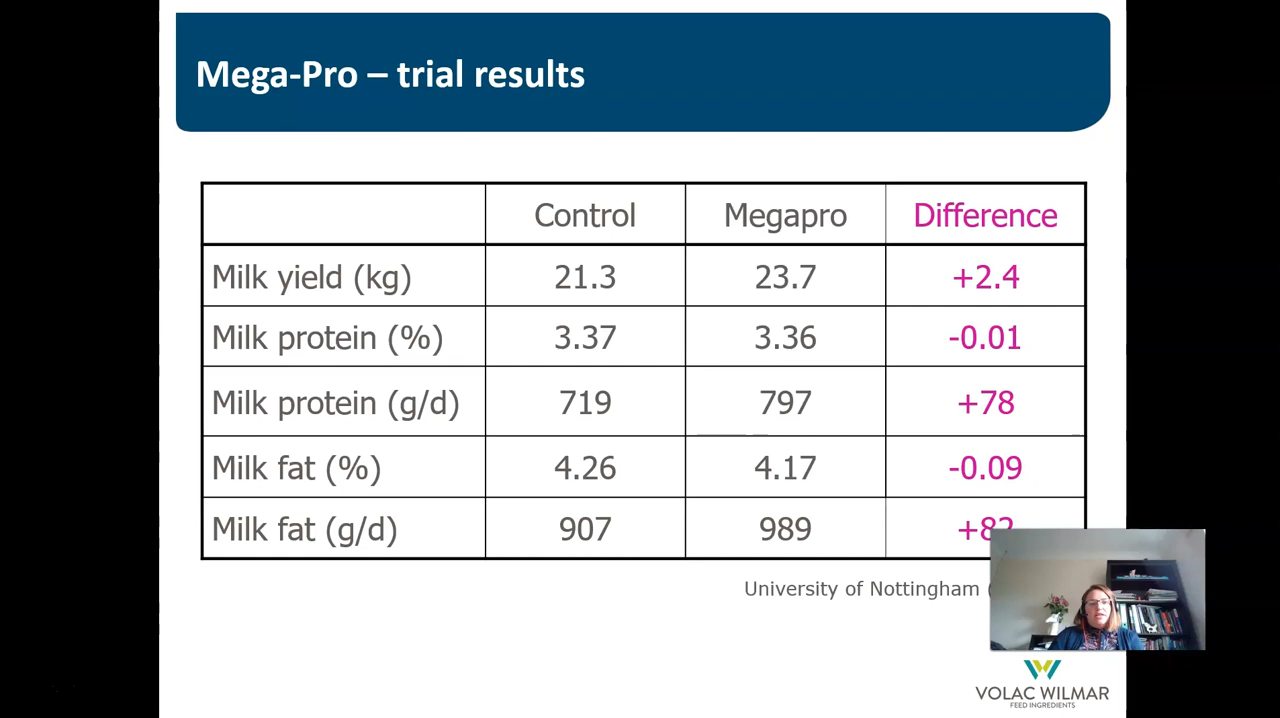 Mega-Pro – trial results
Control Megapro Difference
Milk yield (kg) 21.3 23.7 +2.4
Milk protein (%) 3.37 3.36 -0.01
Milk protein (g/d) 719 797 +78
Milk fat (%) 4.26 4.17 -0.09
Milk fat (g/d) 907 989 +82
University of Nottingham (
VOLAC WILMAR
FEED INGREDIENTS